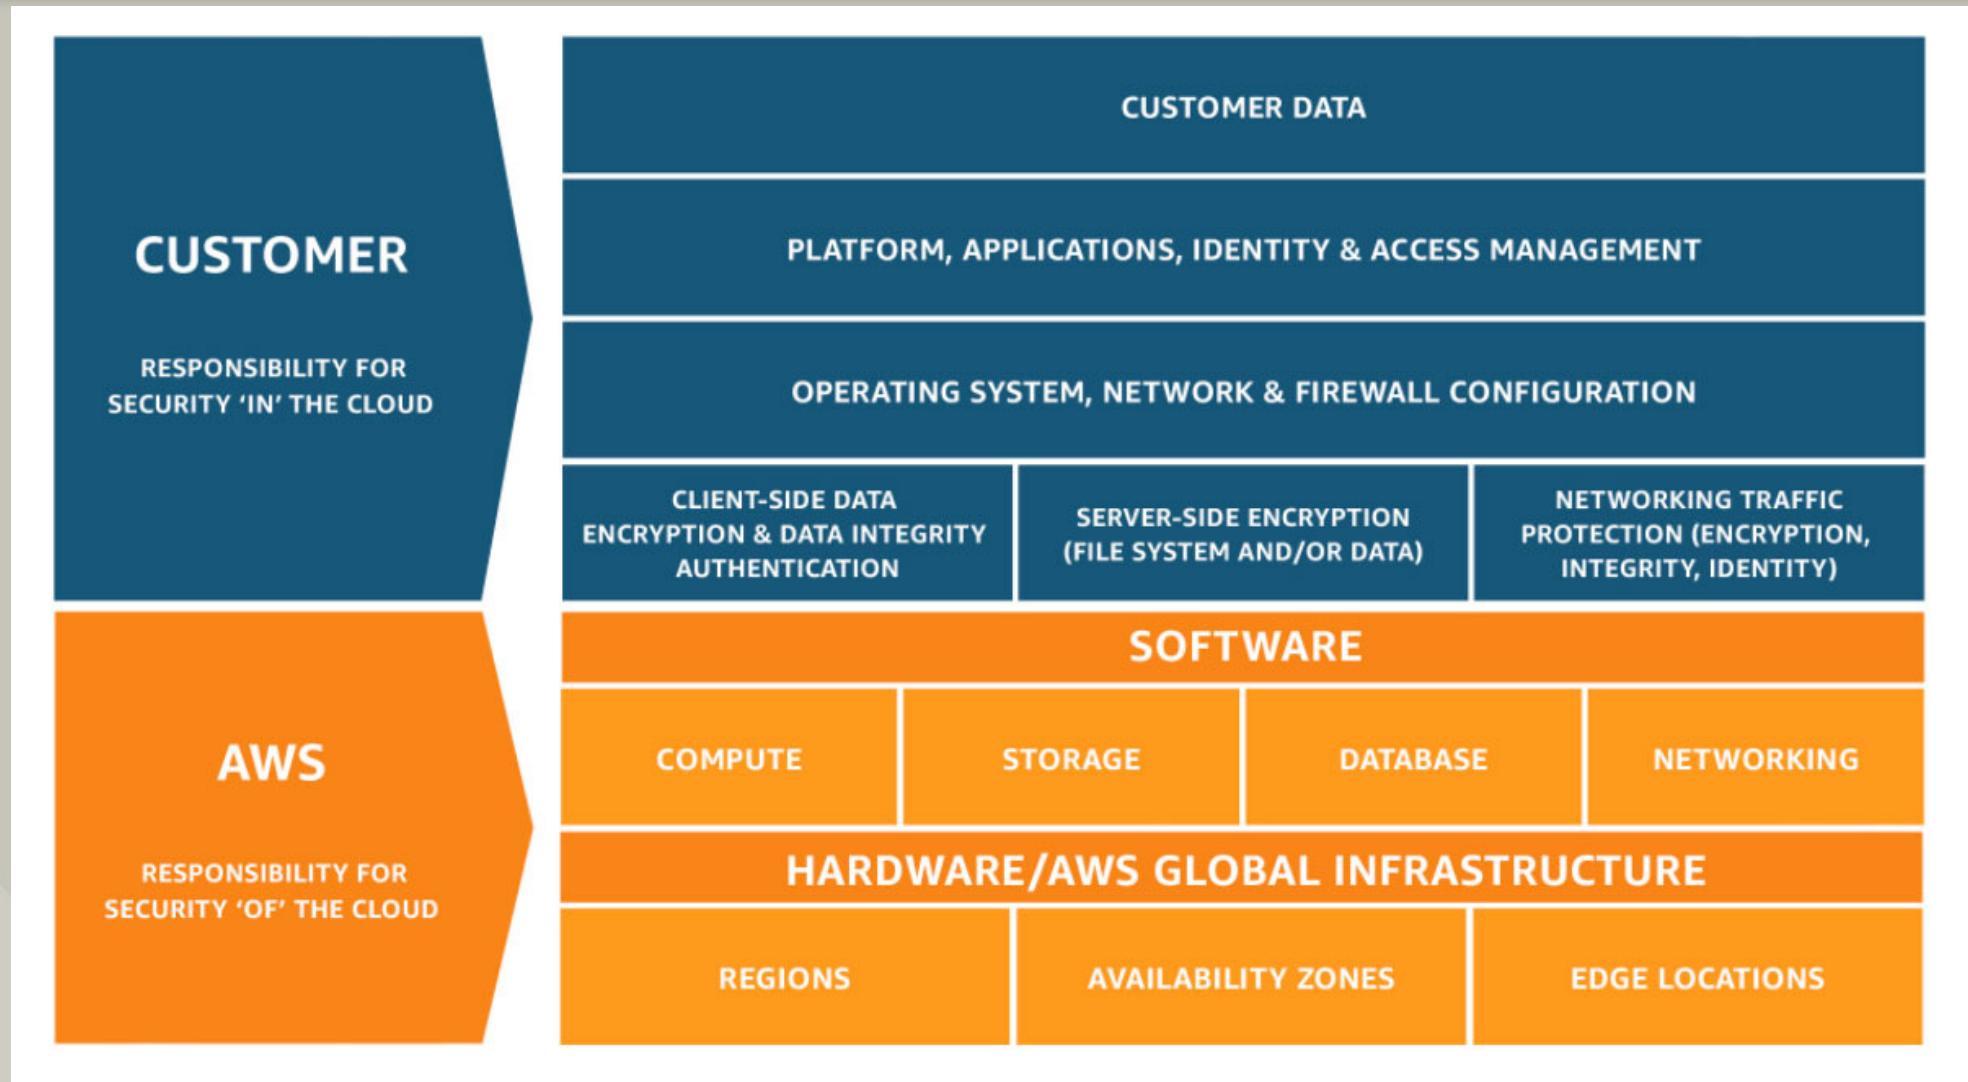 CUSTOMER
RESPONSIBILITY FOR
SECURITY ‘IN’ THE CLOUD
CUSTOMER DATA
PLATFORM, APPLICATIONS, IDENTITY & ACCESS MANAGEMENT
OPERATING SYSTEM, NETWORK & FIREWALL CONFIGURATION
CLIENT-SIDE DATA
ENCRYPTION & DATA INTEGRITY
AUTHENTICATION
SERVER-SIDE ENCRYPTION
(FILE SYSTEM AND/OR DATA)
NETWORKING TRAFFIC
PROTECTION (ENCRYPTION,
INTEGRITY, IDENTITY)
AWS
RESPONSIBILITY FOR
SECURITY ‘OF’ THE CLOUD
SOFTWARE
COMPUTE
STORAGE
DATABASE
NETWORKING
HARDWARE/AWS GLOBAL INFRASTRUCTURE
REGIONS
AVAILABILITY ZONES
EDGE LOCATIONS